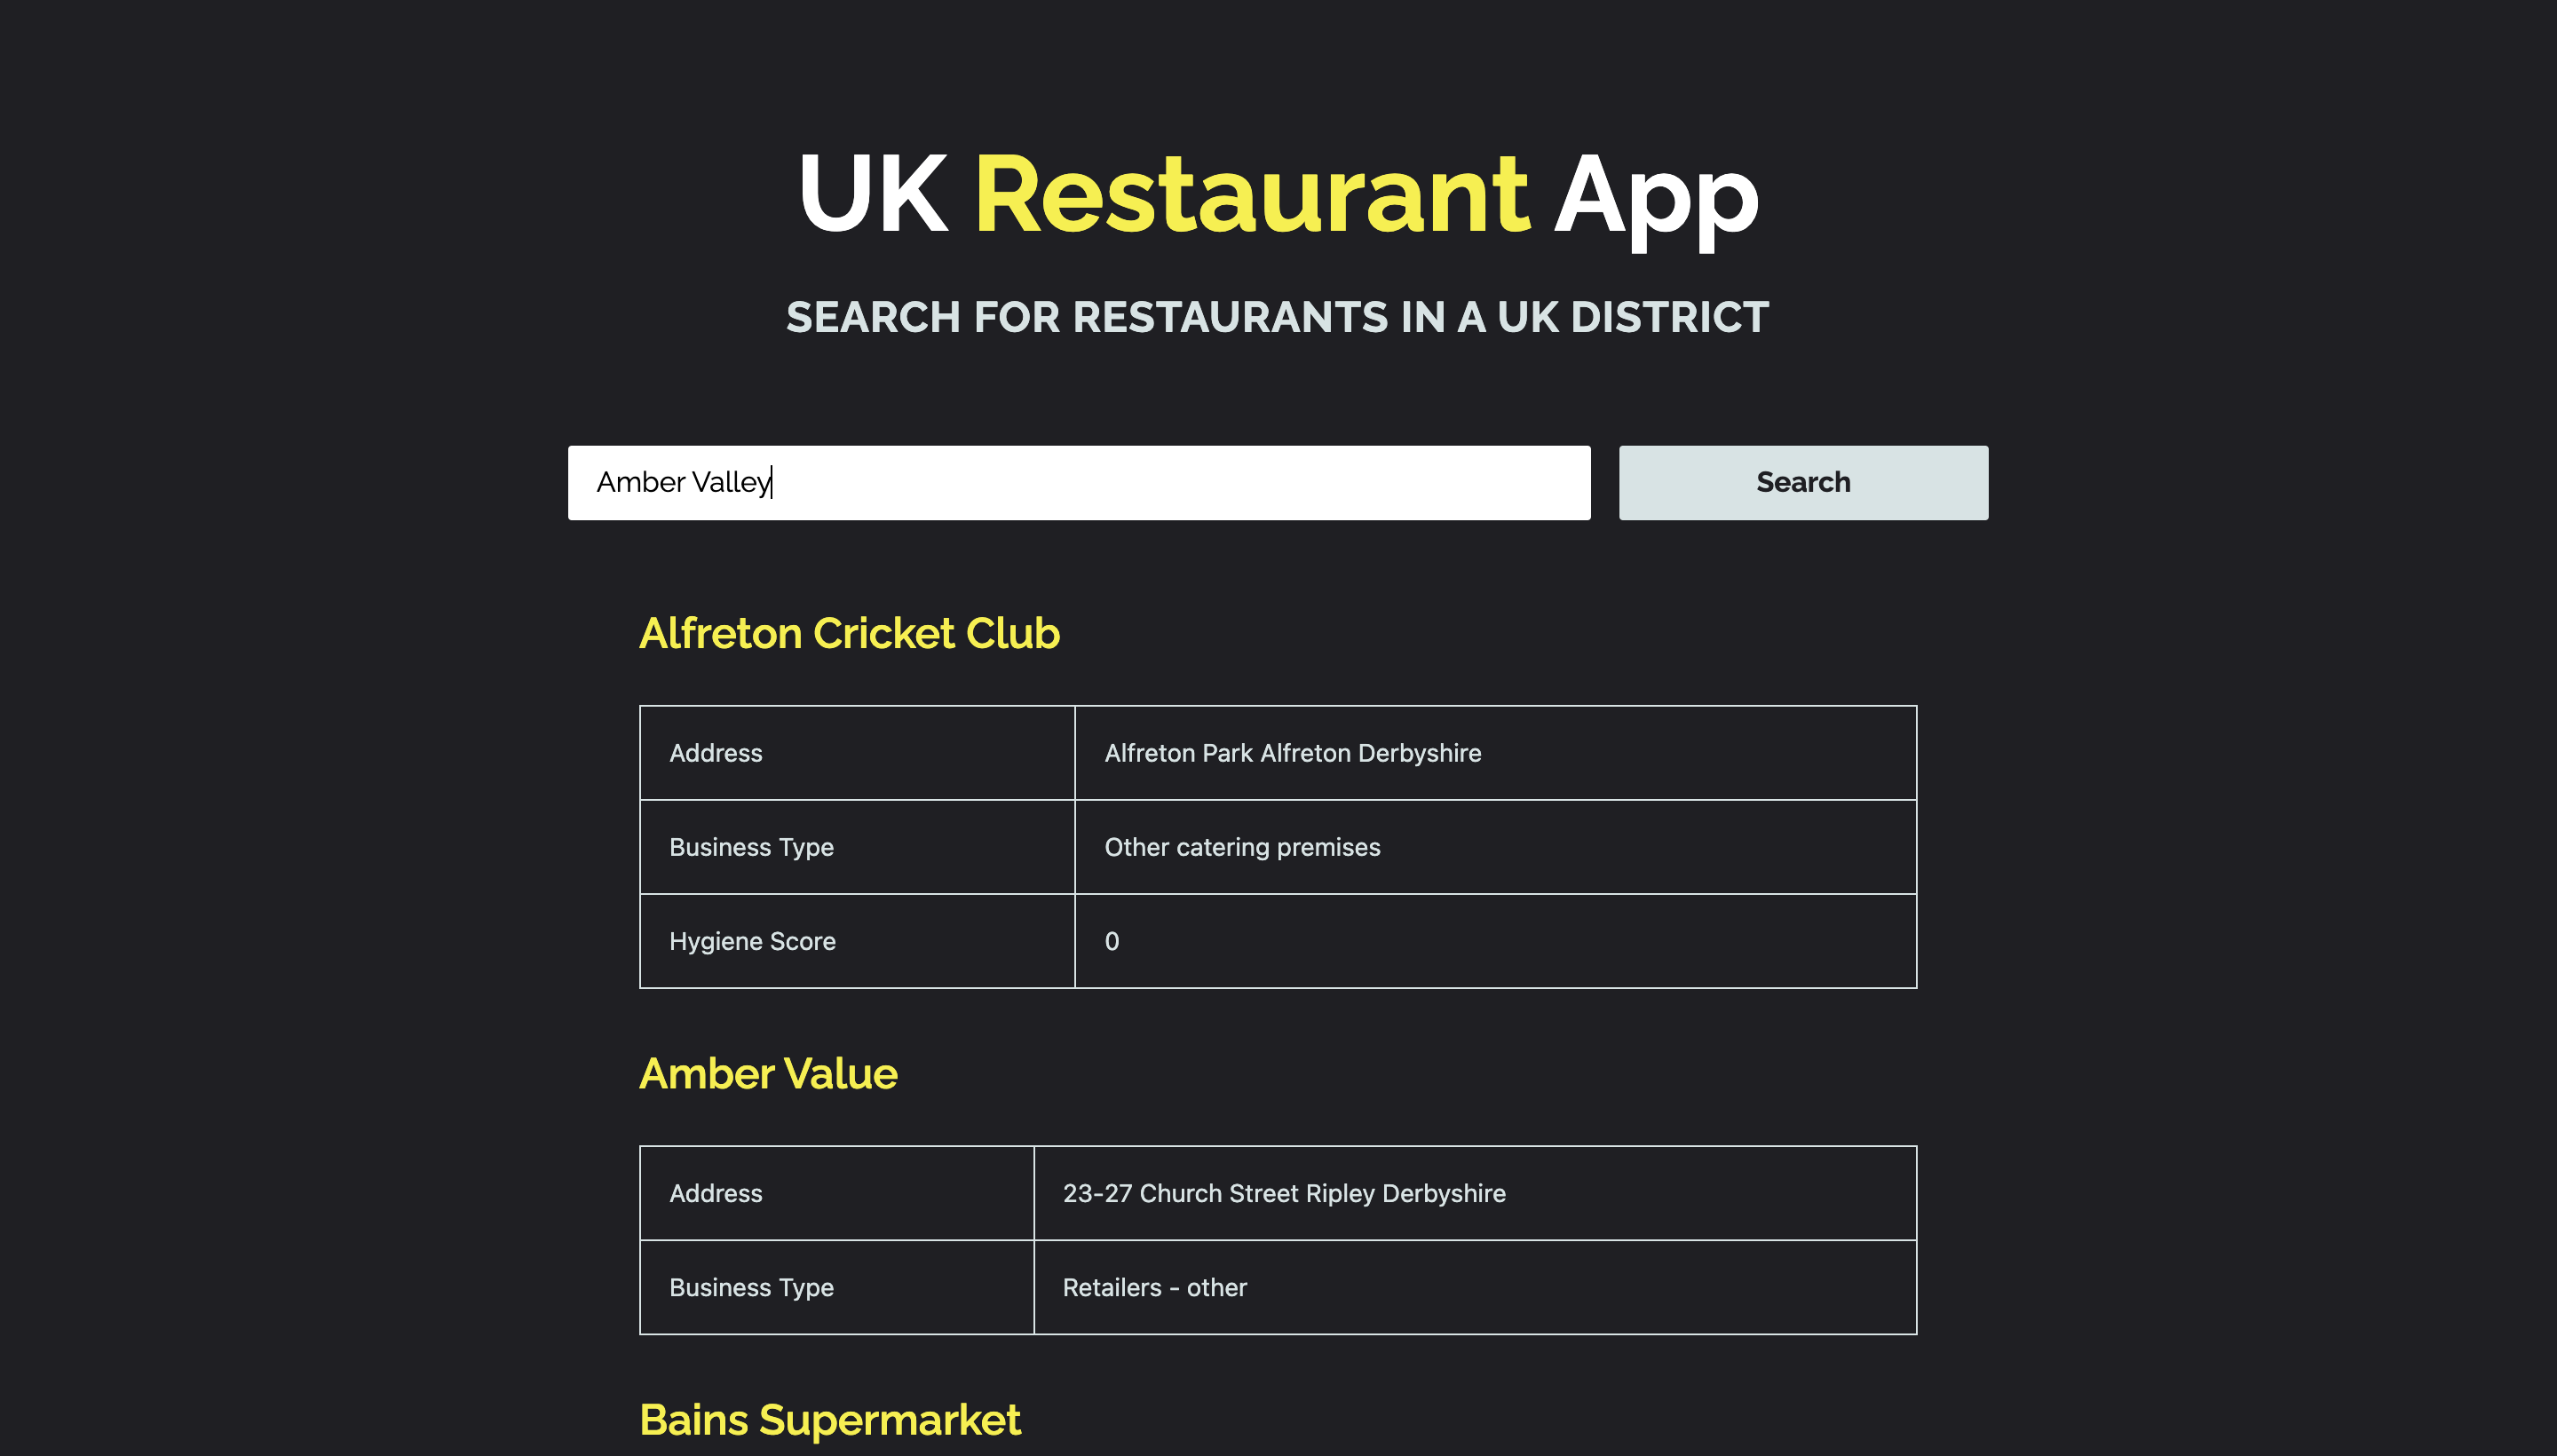 UK Restaurant App
SEARCH FOR RESTAURANTS IN A UK DISTRICT
Amber Valley
Search
Alfreton Cricket Club
Address
Alfreton Park Alfreton Derbyshire
Business Type
Other catering premises
Hygiene Score
0
Amber Value
Address
23-27 Church Street Ripley Derbyshire
Business Type
Retailers - other
Bains Supermarket